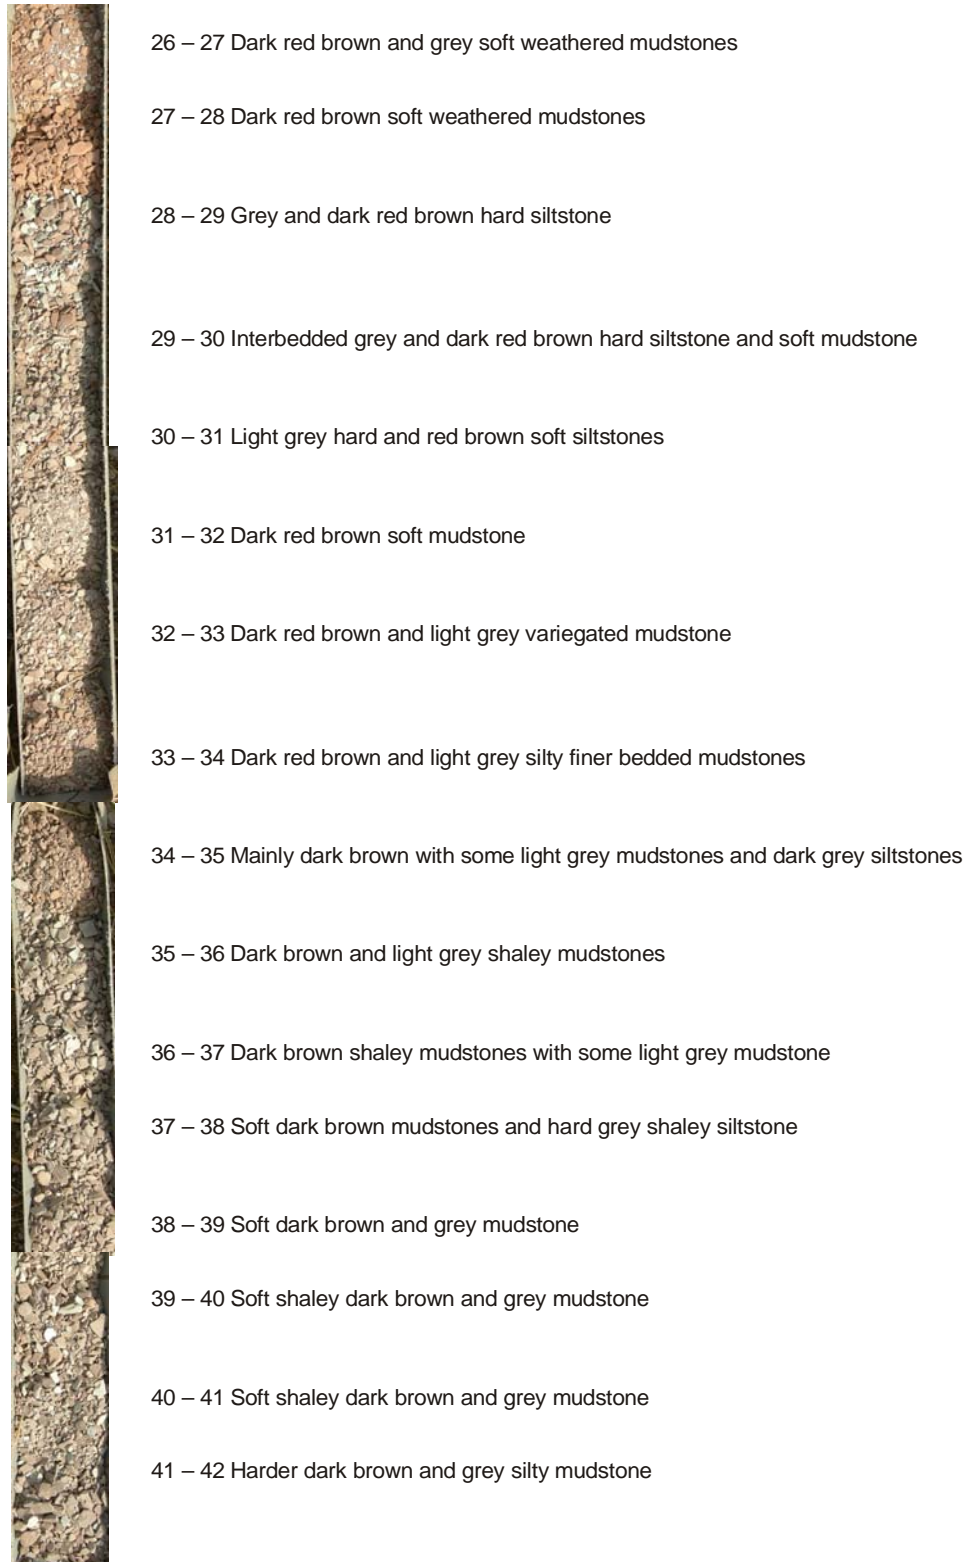 26 – 27 Dark red brown and grey soft weathered mudstones
27 – 28 Dark red brown soft weathered mudstones
28 – 29 Grey and dark red brown hard siltstone
29 – 30 Interbedded grey and dark red brown hard siltstone and soft mudstone
30 – 31 Light grey hard and red brown soft siltstones
31 – 32 Dark red brown soft mudstone
32 – 33 Dark red brown and light grey variegated mudstone
33 – 34 Dark red brown and light grey silty finer bedded mudstones
34 – 35 Mainly dark brown with some light grey mudstones and dark grey siltstones
35 – 36 Dark brown and light grey shaley mudstones
36 – 37 Dark brown shaley mudstones with some light grey mudstone
37 – 38 Soft dark brown mudstones and hard grey shaley siltstone
38 – 39 Soft dark brown and grey mudstone
39 – 40 Soft shaley dark brown and grey mudstone
40 – 41 Soft shaley dark brown and grey mudstone
41 – 42 Harder dark brown and grey silty mudstone